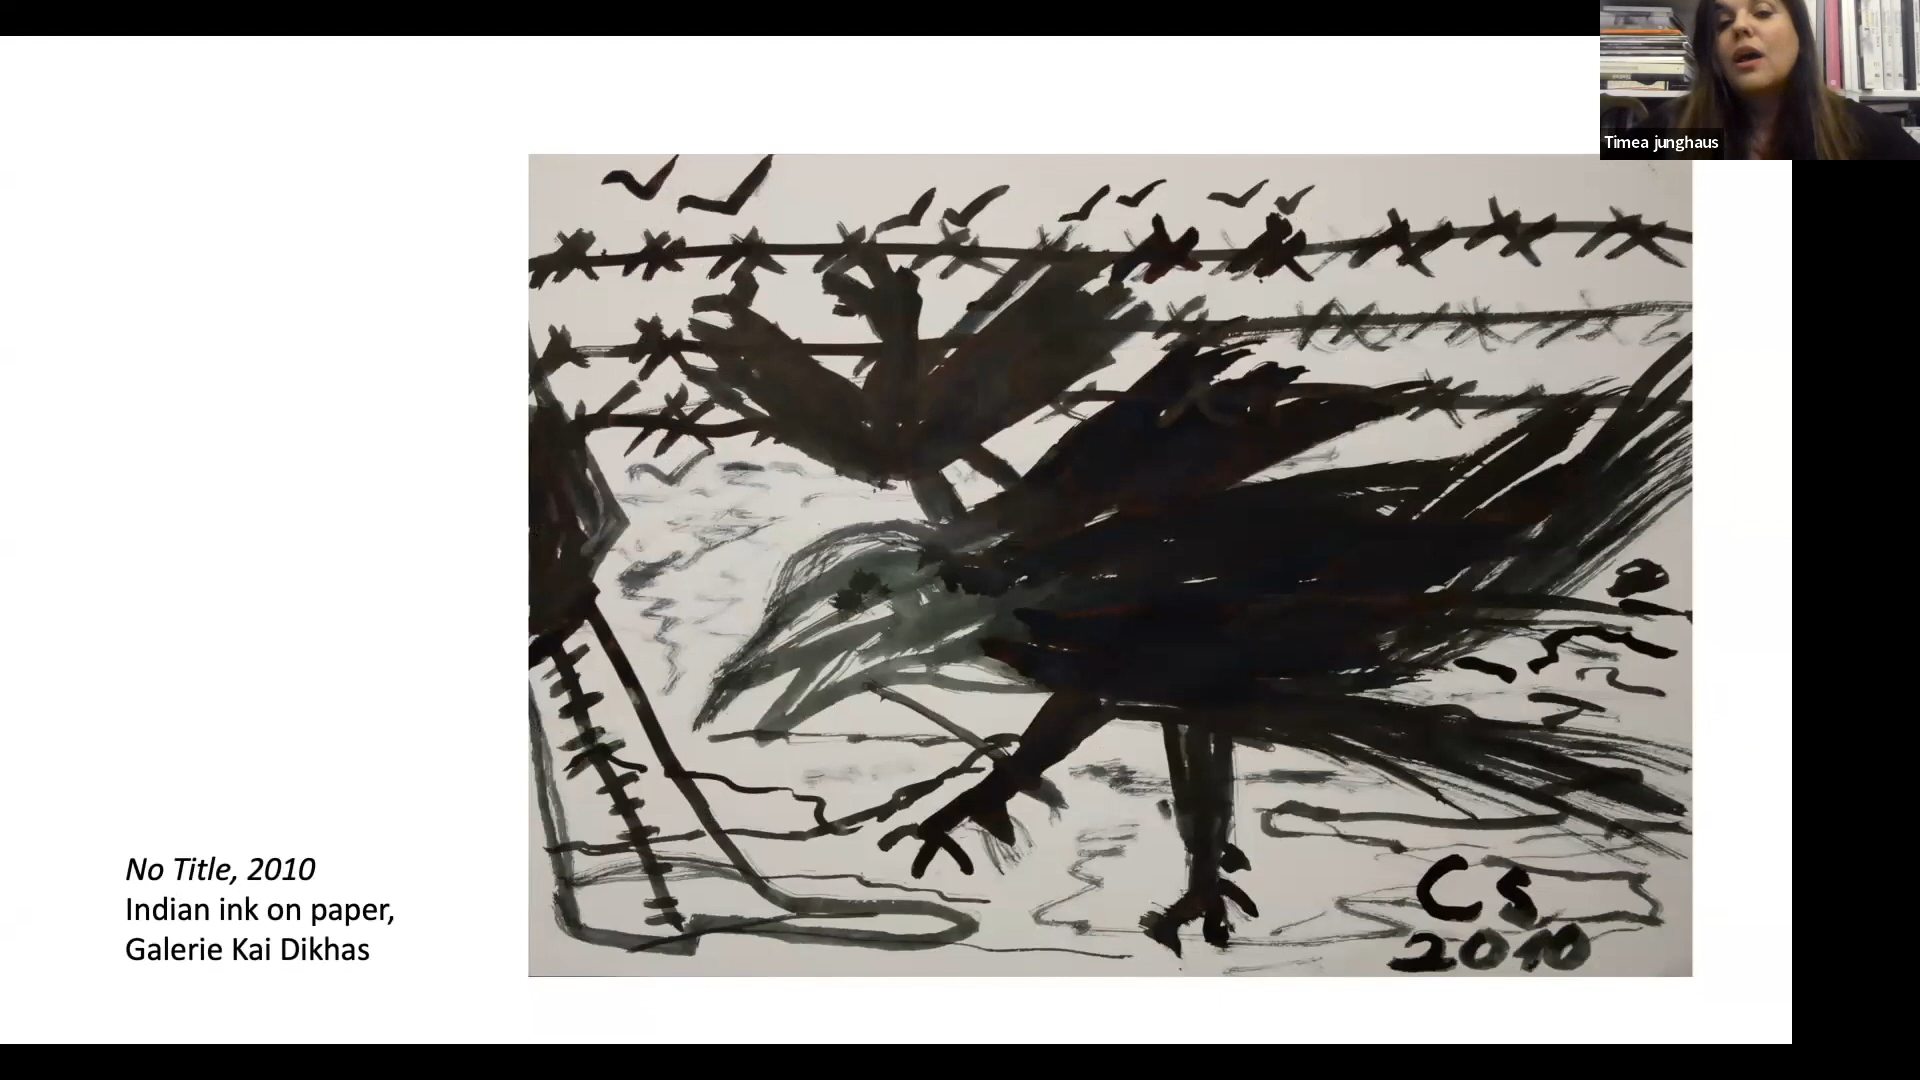 Timea junghaus
No Title, 2010
Indian ink on paper,
Galerie Kai Dikhas
CS
2010